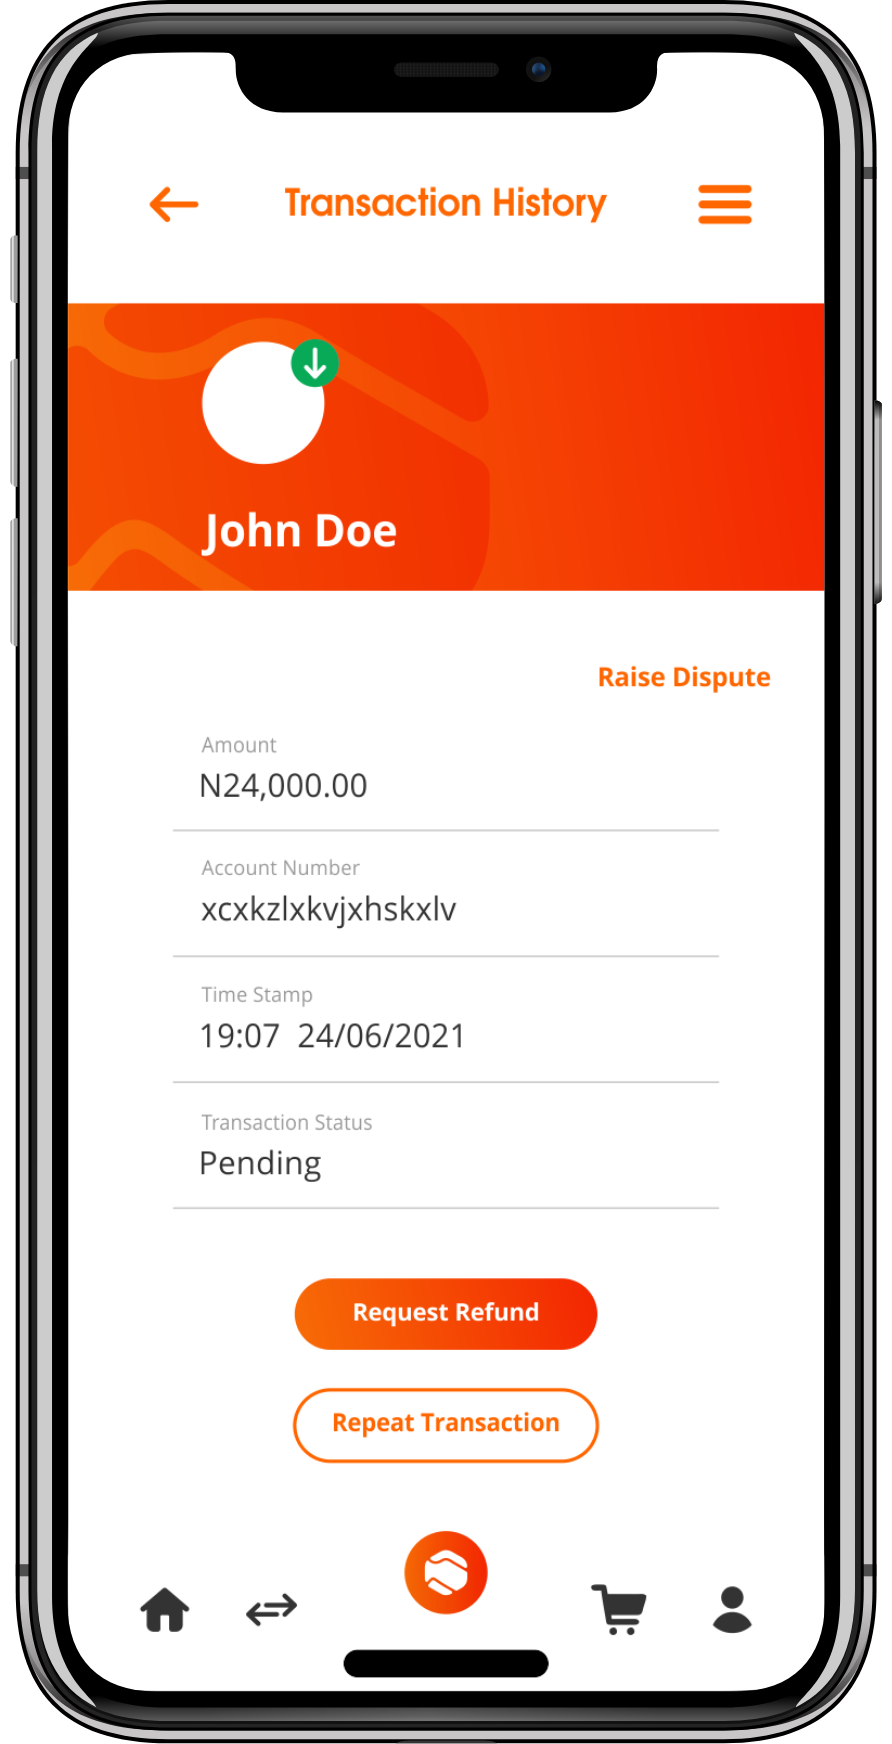 Transaction History
John Doe
Raise Dispute
Amount
N24,000.00
Account Number
xcxkzlxkvjxhskxlv
Time Stamp
19:07  24/06/2021
Transaction Status
Pending
Request Refund
Repeat Transaction